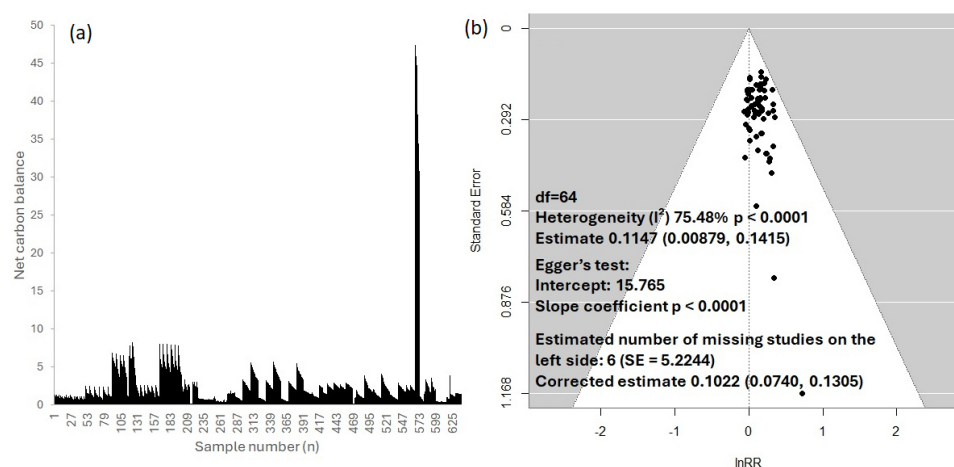 (a)
50
45
40
35
30
25
20
15
10
5
0
Net carbon balance
1 27 53 79 105 131 157 183 209 235 261 287 313 339 365 391 417 443 469 495 521 547 573 599 625
Sample number (n)
(b)
0
0.292
0.584
0.876
1.168
Standard Error
df=64
Heterogeneity (I²) 75.48% p < 0.0001
Estimate 0.1147 (0.00879, 0.1415)
Egger's test:
Intercept: 15.765
Slope coefficient p < 0.0001
Estimated number of missing studies on the
left side: 6 (SE = 5.2244)
Corrected estimate 0.1022 (0.0740, 0.1305)
-2 -1 0 1 2
lnRR